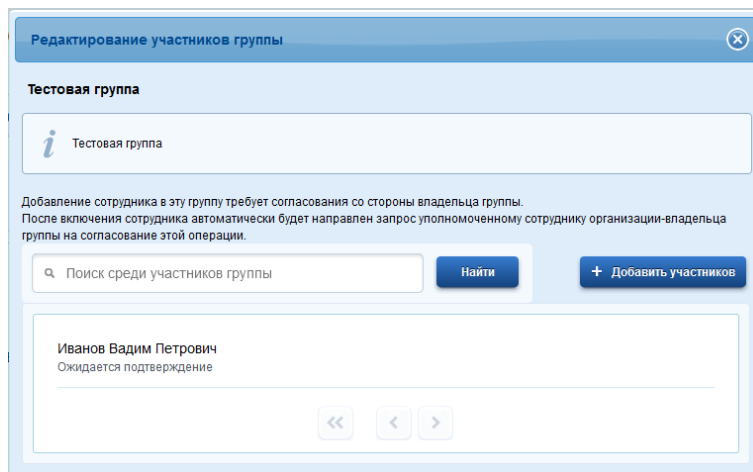 Редактирование участников группы
Тестовая группа
Тестовая группа
Добавление сотрудника в эту группу требует согласования со стороны владельца группы.
После включения сотрудника автоматически будет направлен запрос уполномоченному сотруднику организации-владельца
группы на согласование этой операции.
Поиск среди участников группы
Найти
+ Добавить участников
Иванов Вадим Петрович
Ожидается подтверждение